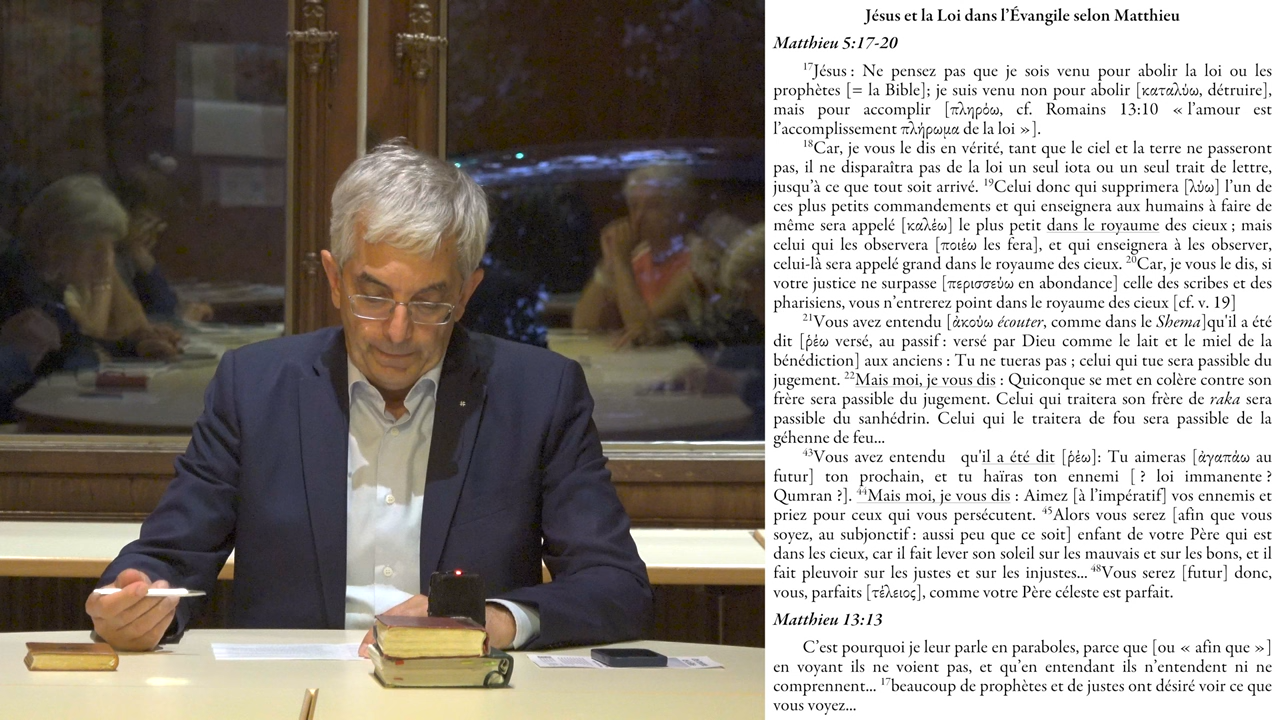 Jésus et la Loi dans l’Évangile selon Matthieu
Matthieu 5:17-20
17Jésus : Ne pensez pas que je sois venu pour abolir la loi ou les
prophètes [= la Bible]; je suis venu non pour abolir [καταλύω, détruire],
mais pour accomplir [πληρόω, cf. Romains 13:10 « l’amour est
l’accomplissement πλήρωμα de la loi »].
18Car, je vous le dis en vérité, tant que le ciel et la terre ne passeront
pas, il ne disparaîtra pas de la loi un seul iota ou un seul trait de lettre,
jusqu’à ce que tout soit arrivé. 19Celui donc qui supprimera [λύω] l’un de
ces plus petits commandements et qui enseignera aux humains à faire de
même sera appelé [καλέω] le plus petit dans le royaume des cieux ; mais
celui qui les observera [ποιέω les fera], et qui enseignera à les observer,
celui-là sera appelé grand dans le royaume des cieux. 20Car, je vous le dis, si
votre justice ne surpasse [περισσεύω en abondance] celle des scribes et des
pharisiens, vous n’entrerez point dans le royaume des cieux [cf. v. 19]
21Vous avez entendu [ἀκούω écouter, comme dans le Shema]qu'il a été
dit [ῥέω versé, au passif : versé par Dieu comme le lait et le miel de la
bénédiction] aux anciens : Tu ne tueras pas ; celui qui tue sera passible du
jugement. 22Mais moi, je vous dis : Quiconque se met en colère contre son
frère sera passible du jugement. Celui qui traitera son frère de raka sera
passible du sanhédrin. Celui qui le traitera de fou sera passible de la
géhenne de feu...
43Vous avez entendu qu'il a été dit [ῥέω]: Tu aimeras [ἀγαπάω au
futur] ton prochain, et tu haïras ton ennemi [ ? loi immanente ?
Qumran ?]. 44Mais moi, je vous dis : Aimez [à l’impératif] vos ennemis et
priez pour ceux qui vous persécutent. 45Alors vous serez [afin que vous
soyez, au subjonctif : aussi peu que ce soit] enfant de votre Père qui est
dans les cieux, car il fait lever son soleil sur les mauvais et sur les bons, et il
fait pleuvoir sur les justes et sur les injustes... 48Vous serez [futur] donc,
vous, parfaits [τέλειος], comme votre Père céleste est parfait.
Matthieu 13:13
C’est pourquoi je leur parle en paraboles, parce que [ou « afin que »]
en voyant ils ne voient pas, et qu’en entendant ils n’entendent ni ne
comprennent... 17beaucoup de prophètes et de justes ont désiré voir ce que
vous voyez...